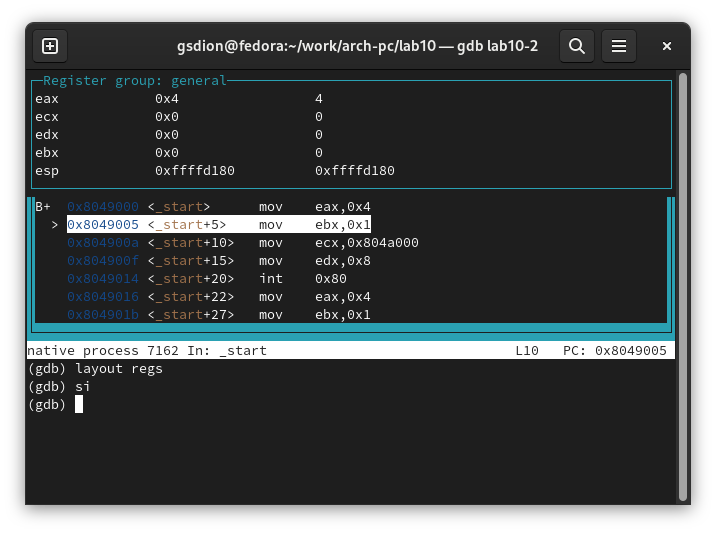 gsdion@fedora:~/work/arch-pc/lab10 — gdb lab10-2
Register group: general
eax 0x4 4
ecx 0x0 0
edx 0x0 0
ebx 0x0 0
esp 0xffffd180 0xffffd180
B+ 0x8049000 <_start> mov eax,0x4
> 0x8049005 <_start+5> mov ebx,0x1
0x804900a <_start+10> mov ecx,0x804a000
0x804900f <_start+15> mov edx,0x8
0x8049014 <_start+20> int 0x80
0x8049016 <_start+22> mov eax,0x4
0x804901b <_start+27> mov ebx,0x1
native process 7162 In: _start L10 PC: 0x8049005
(gdb) layout regs
(gdb) si
(gdb)